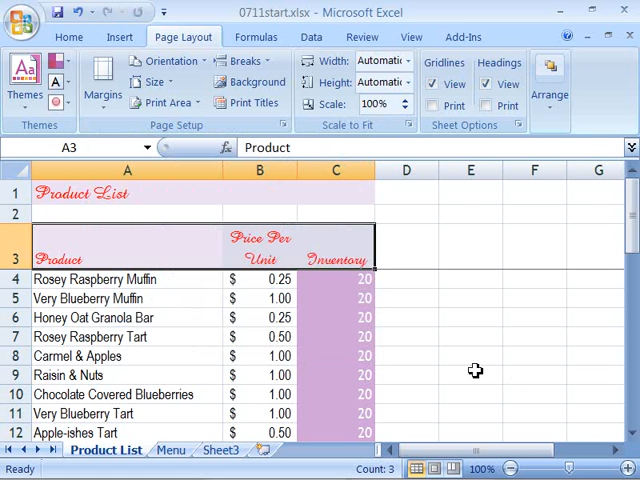 0711start.xlsx - Microsoft Excel
Home Insert Page Layout Formulas Data Review View Add-Ins
Themes
Themes
Margins Orientation Size Print Area Breaks Background Print Titles
Page Setup
Width: Automatic
Height: Automatic
Scale: 100%
Scale to Fit
Gridlines Headings
View View
Print Print
Sheet Options
Arrange
A3 fx Product
A B C D E F G
1 Product List
2
3 Product Price Per Unit Inventory
4 Rosey Raspberry Muffin $ 0.25 20
5 Very Blueberry Muffin $ 1.00 20
6 Honey Oat Granola Bar $ 0.25 20
7 Rosey Raspberry Tart $ 0.50 20
8 Carmel & Apples $ 1.00 20
9 Raisin & Nuts $ 1.00 20
10 Chocolate Covered Blueberries $ 1.00 20
11 Very Blueberry Tart $ 1.00 20
12 Apple-ishes Tart $ 0.50 20
Product List Menu Sheet3
Ready Count: 3 100%